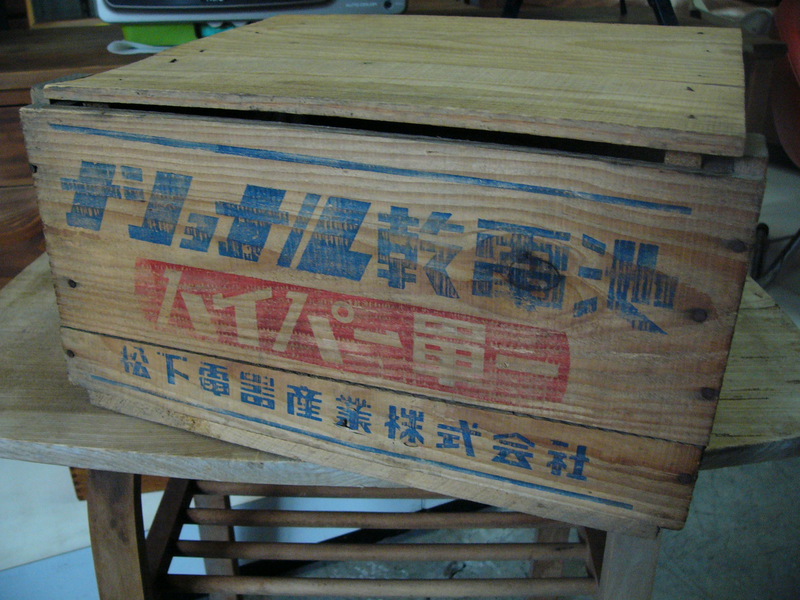 ナショナル乾電池
ハイパー単一
松下電器産業株式会社